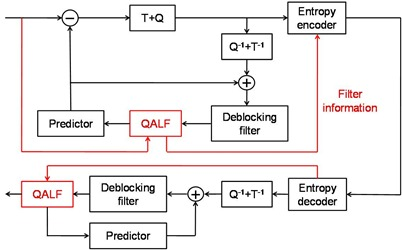 T+Q
Entropy
encoder
Q⁻¹+T⁻¹
Filter
information
Predictor
QALF
Deblocking
filter
QALF
Deblocking
filter
Q⁻¹+T⁻¹
Entropy
decoder
Predictor